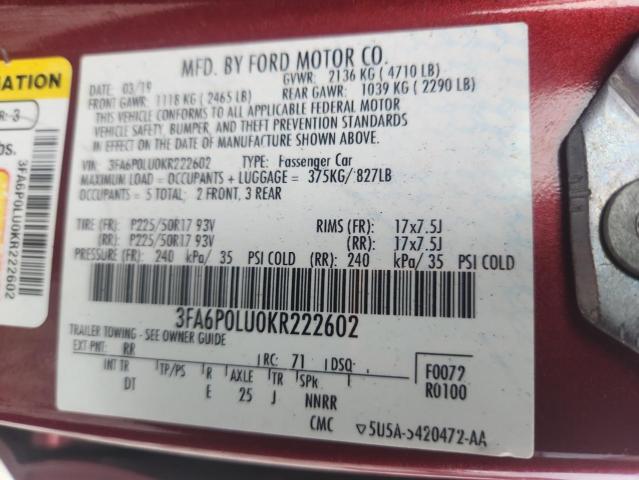 MFD. BY FORD MOTOR CO.
DATE: 03/19 GVWR: 2136 KG ( 4710 LB)
FRONT GAWR: 1118 KG ( 2465 LB) REAR GAWR: 1039 KG ( 2290 LB)
THIS VEHICLE CONFORMS TO ALL APPLICABLE FEDERAL MOTOR
VEHICLE SAFETY, BUMPER, AND THEFT PREVENTION STANDARDS
IN EFFECT ON THE DATE OF MANUFACTURE SHOWN ABOVE.
VIN: 3FA6P0LU0KR222602 TYPE: Passenger Car
MAXIMUM LOAD = OCCUPANTS + LUGGAGE = 375KG/ 827LB
OCCUPANTS = 5 TOTAL; 2 FRONT, 3 REAR
TIRE (FR): P225/50R17 93V RIMS (FR): 17x7.5J
(RR): P225/50R17 93V (RR): 17x7.5J
PRESSURE (FR): 240 kPa/ 35 PSI COLD (RR): 240 kPa/ 35 PSI COLD
3FA6P0LU0KR222602
TRAILER TOWING - SEE OWNER GUIDE
EXT PNT: RR RC: 71 DSQ: F0072
INT TR TP/PS R AXLE TR SPR R0100
DT E 25 J NNRR
CMC 5U5A-5420472-AA
MATION
R: 3
bs.
3FA6P0LU0KR222602